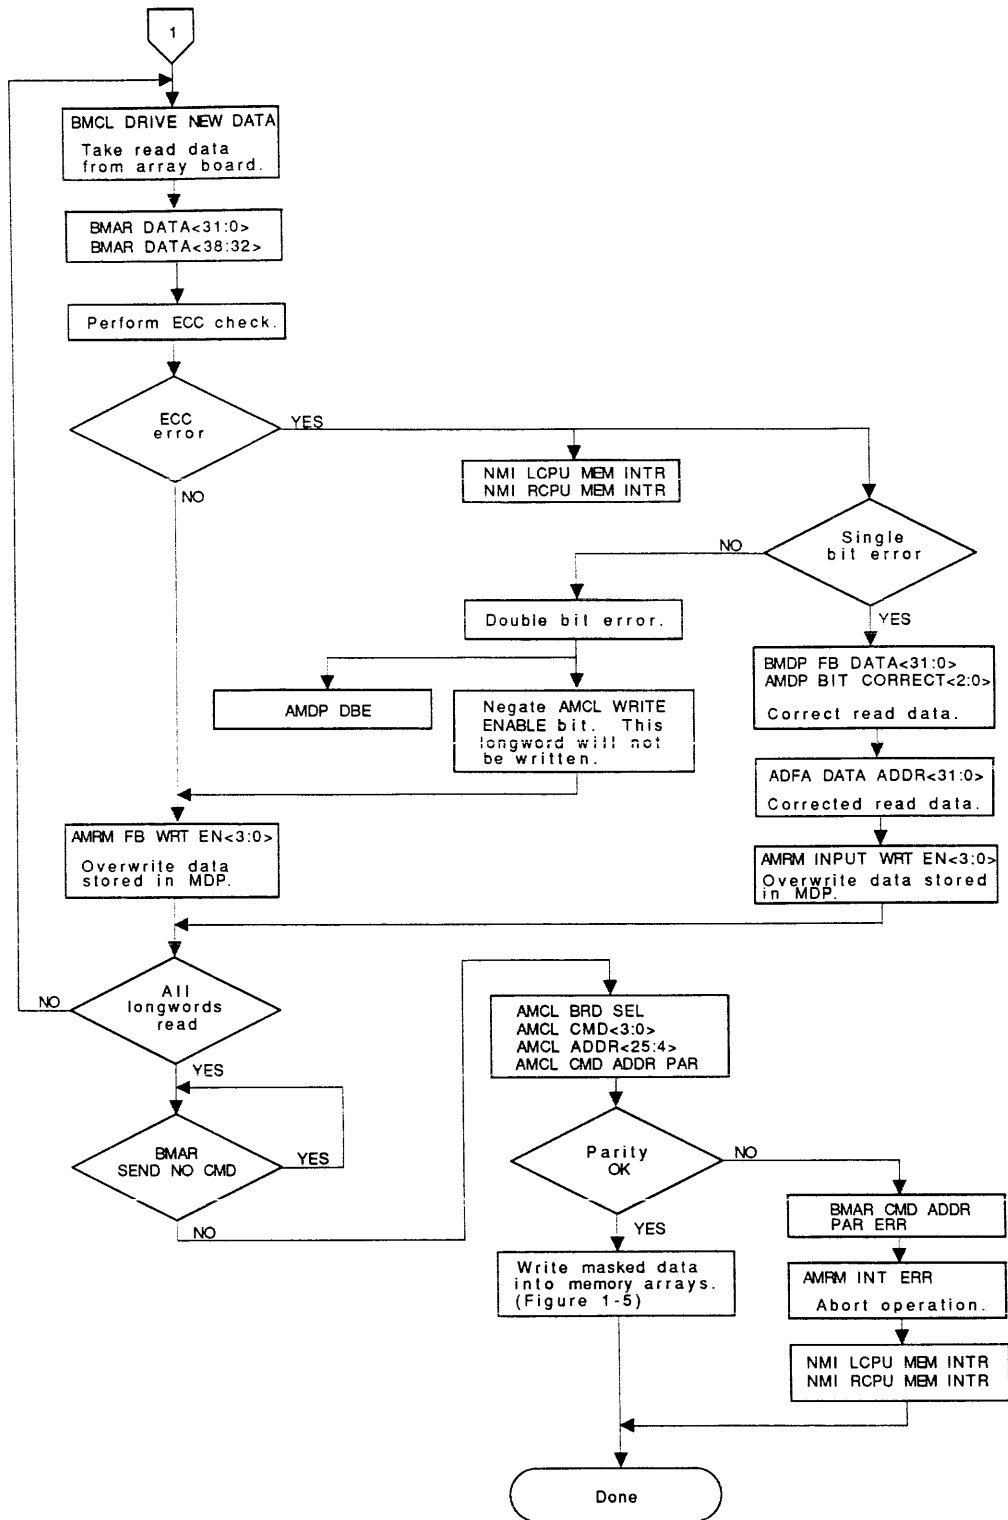 1
BMCL DRIVE NEW DATA
Take read data
from array board.
BMAR DATA<31:0>
BMAR DATA<38:32>
Perform ECC check.
ECC
error
YES
NO
NMI LCPU MEM INTR
NMI RCPU MEM INTR
Single
bit error
NO
YES
Double bit error.
AMDP DBE
Negate AMCL WRITE
ENABLE bit. This
longword will not
be written.
BMDP FB DATA<31:0>
AMDP BIT CORRECT<2:0>
Correct read data.
ADFA DATA ADDR<31:0>
Corrected read data.
AMRM FB WRT EN<3:0>
Overwrite data
stored in MDP.
AMRM INPUT WRT EN<3:0>
Overwrite data stored
in MDP.
All
longwords
read
NO
YES
BMAR
SEND NO CMD
YES
NO
AMCL BRD SEL
AMCL CMD<3:0>
AMCL ADDR<25:4>
AMCL CMD ADDR PAR
Parity
OK
NO
YES
BMAR CMD ADDR
PAR ERR
Write masked data
into memory arrays.
(Figure 1-5)
AMRM INT ERR
Abort operation.
NMI LCPU MEM INTR
NMI RCPU MEM INTR
Done